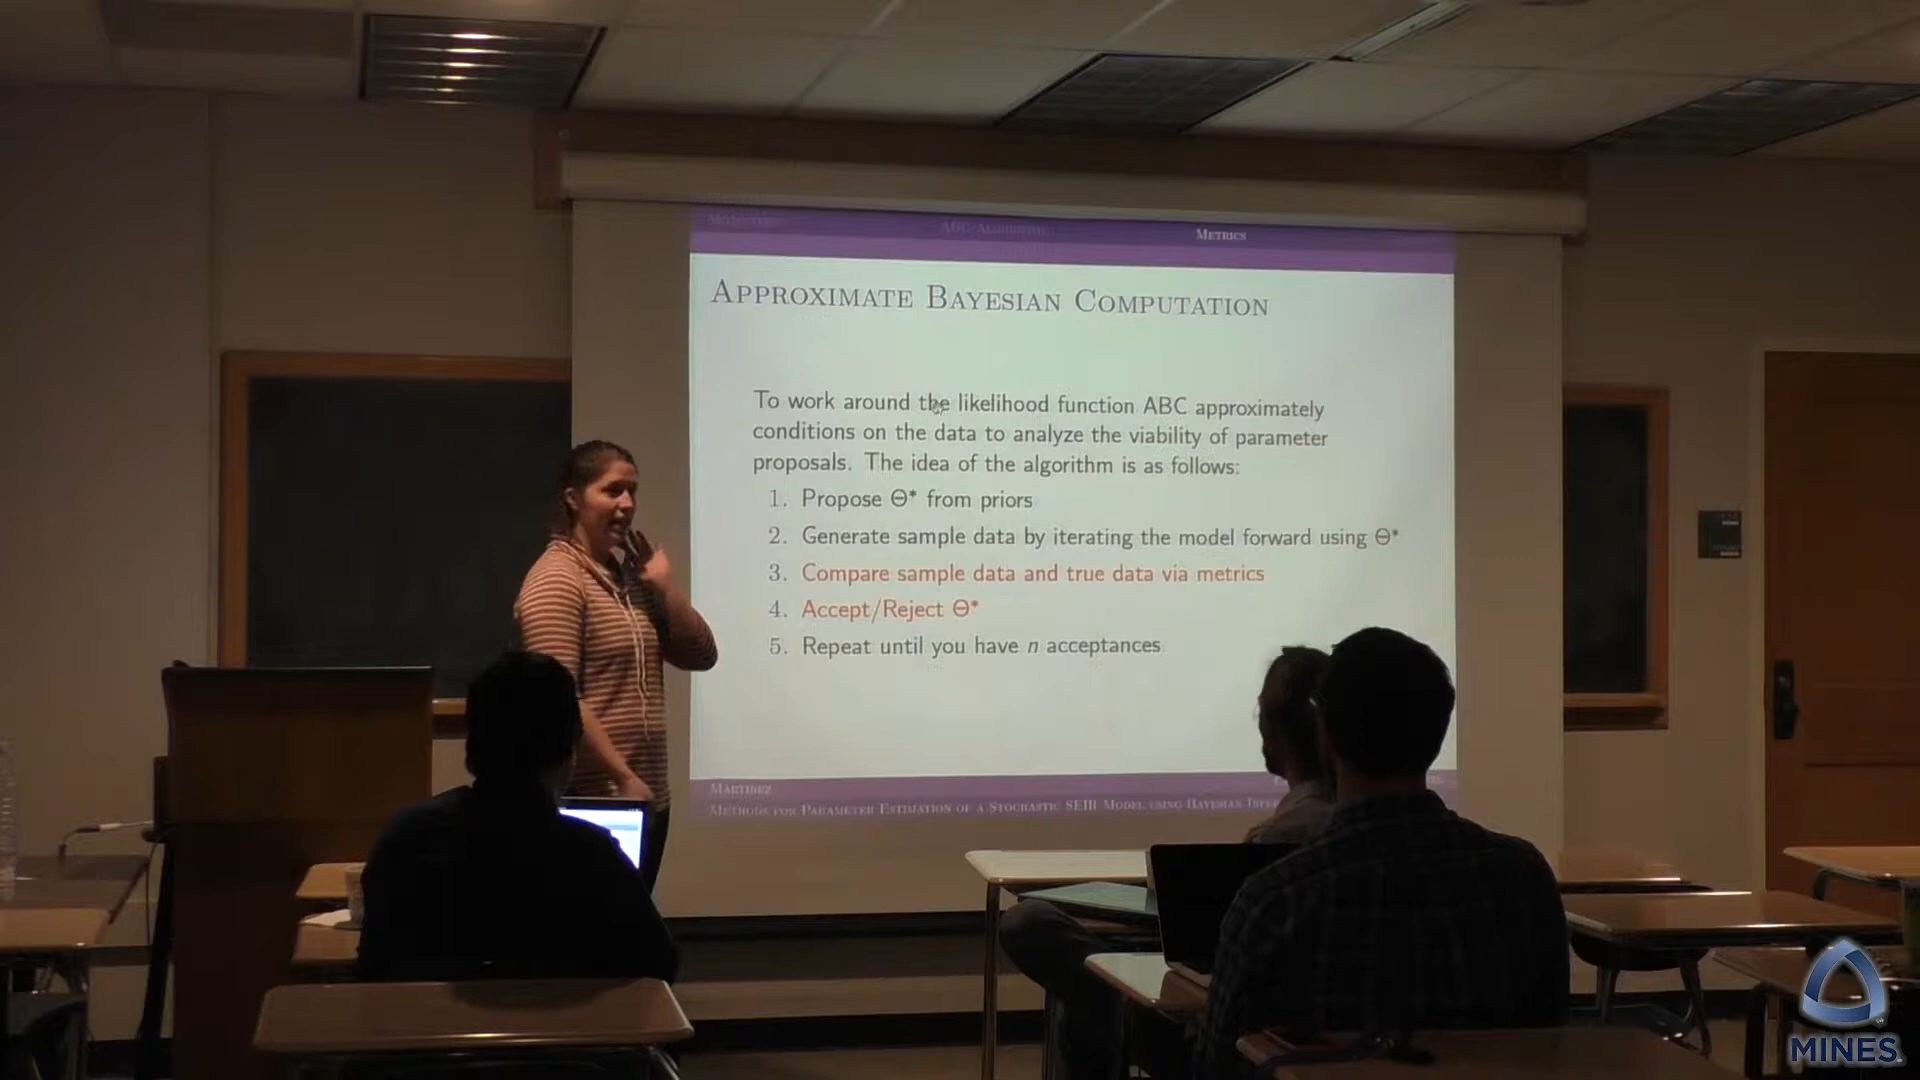 METRICS
APPROXIMATE BAYESIAN COMPUTATION
To work around the likelihood function ABC approximately
conditions on the data to analyze the viability of parameter
proposals. The idea of the algorithm is as follows:
1. Propose Θ* from priors
2. Generate sample data by iterating the model forward using Θ*
3. Compare sample data and true data via metrics
4. Accept/Reject Θ*
5. Repeat until you have n acceptances
MARTINEZ
METHODS FOR PARAMETER ESTIMATION OF A STOCHASTIC SEIR MODEL USING BAYESIAN
MINES